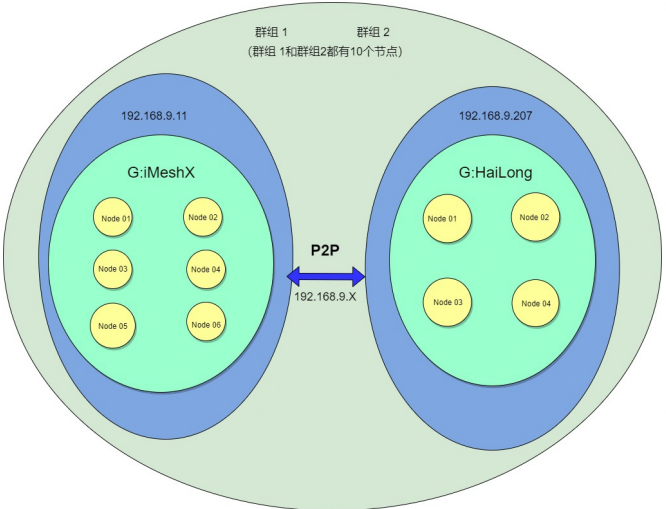 群组 1 群组 2
(群组 1和群组2都有10个节点)
192.168.9.11
G:iMeshX
Node 01 Node 02
Node 03 Node 04
Node 05 Node 06
P2P
192.168.9.X
192.168.9.207
G:HaiLong
Node 01 Node 02
Node 03 Node 04